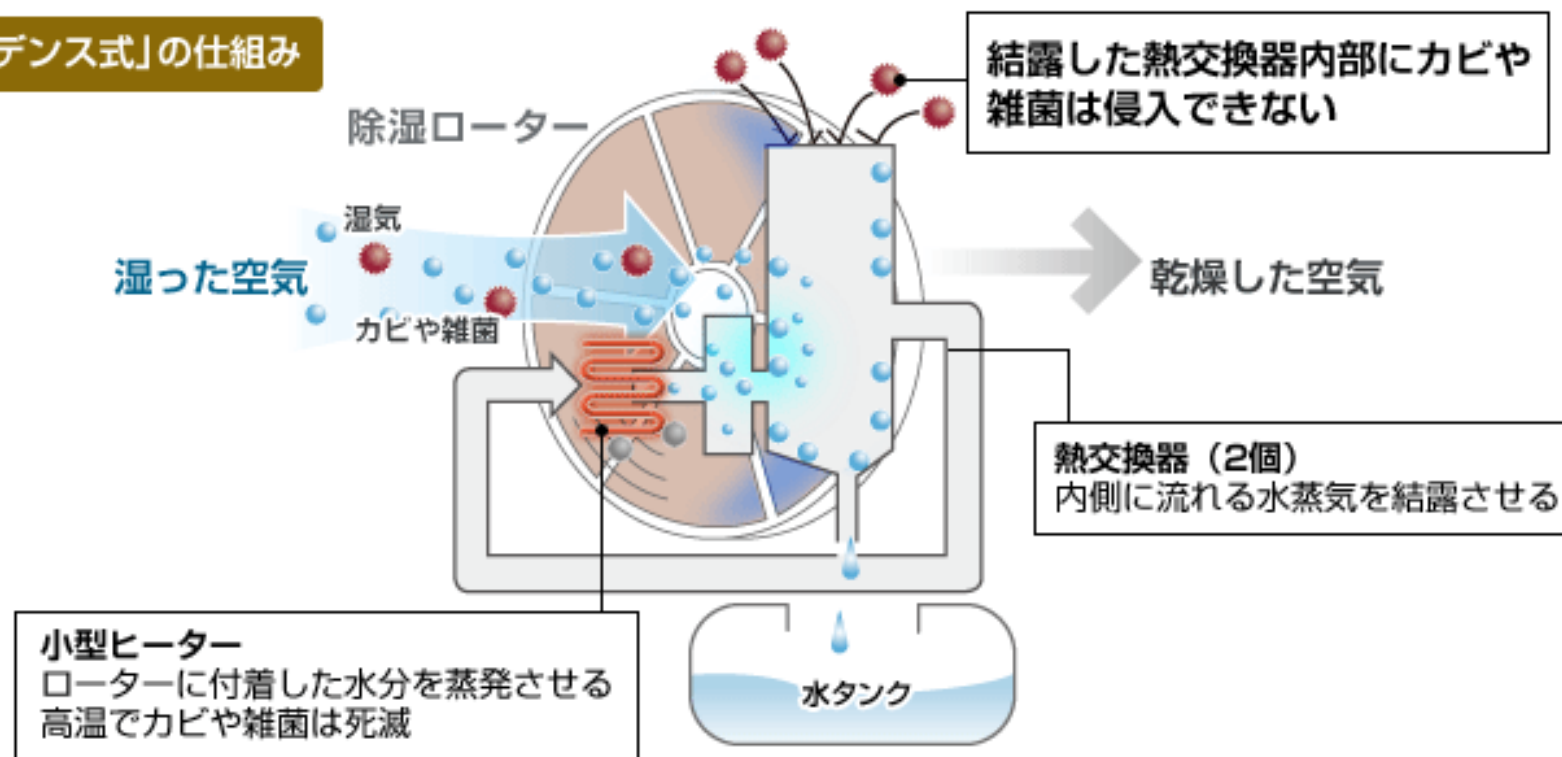 デンス式」の仕組み
結露した熱交換器内部にカビや
雑菌は侵入できない
除湿ローター
湿気
湿った空気
カビや雑菌
乾燥した空気
熱交換器（2個）
内側に流れる水蒸気を結露させる
小型ヒーター
ローターに付着した水分を蒸発させる
高温でカビや雑菌は死滅
水タンク